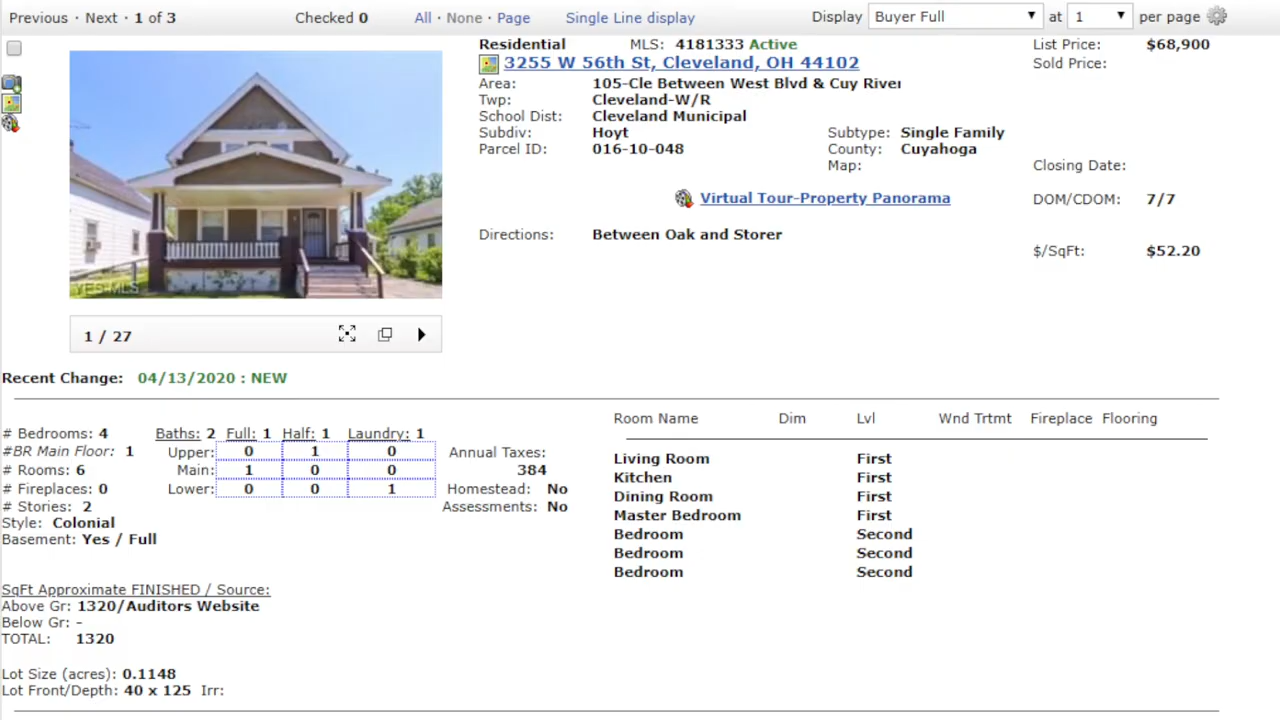 Previous · Next · 1 of 3 Checked 0 All · None · Page Single Line display Display Buyer Full at 1 per page
Residential MLS: 4181333 Active List Price: $68,900
3255 W 56th St, Cleveland, OH 44102 Sold Price:
Area: 105-Cle Between West Blvd & Cuy River
Twp: Cleveland-W/R
School Dist: Cleveland Municipal
Subdiv: Hoyt Subtype: Single Family
Parcel ID: 016-10-048 County: Cuyahoga
Map: Closing Date:
Virtual Tour-Property Panorama DOM/CDOM: 7/7
Directions: Between Oak and Storer
$/SqFt: $52.20
YES-MLS
1 / 27
Recent Change: 04/13/2020 : NEW
Room Name Dim Lvl Wnd Trtmt Fireplace Flooring
# Bedrooms: 4 Baths: 2 Full: 1 Half: 1 Laundry: 1
#BR Main Floor: 1 Upper: 0 1 0 Annual Taxes: Living Room First
# Rooms: 6 Main: 1 0 0 384 Kitchen First
# Fireplaces: 0 Lower: 0 0 1 Homestead: No Dining Room First
# Stories: 2 Assessments: No Master Bedroom First
Style: Colonial Bedroom Second
Basement: Yes / Full Bedroom Second
Bedroom Second
SqFt Approximate FINISHED / Source:
Above Gr: 1320/Auditors Website
Below Gr: -
TOTAL: 1320
Lot Size (acres): 0.1148
Lot Front/Depth: 40 x 125 Irr: